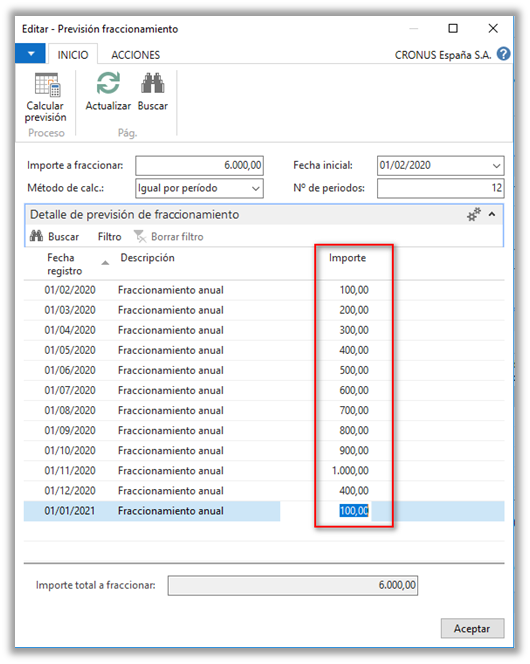 Editar - Previsión fraccionamiento
INICIO ACCIONES CRONUS España S.A.
Calcular previsión Actualizar Buscar
Proceso Pág.
Importe a fraccionar: 6.000,00 Fecha inicial: 01/02/2020
Método de calc.: Igual por período Nº de periodos: 12
Detalle de previsión de fraccionamiento
Buscar Filtro Borrar filtro
Fecha registro Descripción Importe
01/02/2020 Fraccionamiento anual 100,00
01/03/2020 Fraccionamiento anual 200,00
01/04/2020 Fraccionamiento anual 300,00
01/05/2020 Fraccionamiento anual 400,00
01/06/2020 Fraccionamiento anual 500,00
01/07/2020 Fraccionamiento anual 600,00
01/08/2020 Fraccionamiento anual 700,00
01/09/2020 Fraccionamiento anual 800,00
01/10/2020 Fraccionamiento anual 900,00
01/11/2020 Fraccionamiento anual 1.000,00
01/12/2020 Fraccionamiento anual 400,00
01/01/2021 Fraccionamiento anual 100,00
Importe total a fraccionar: 6.000,00
Aceptar